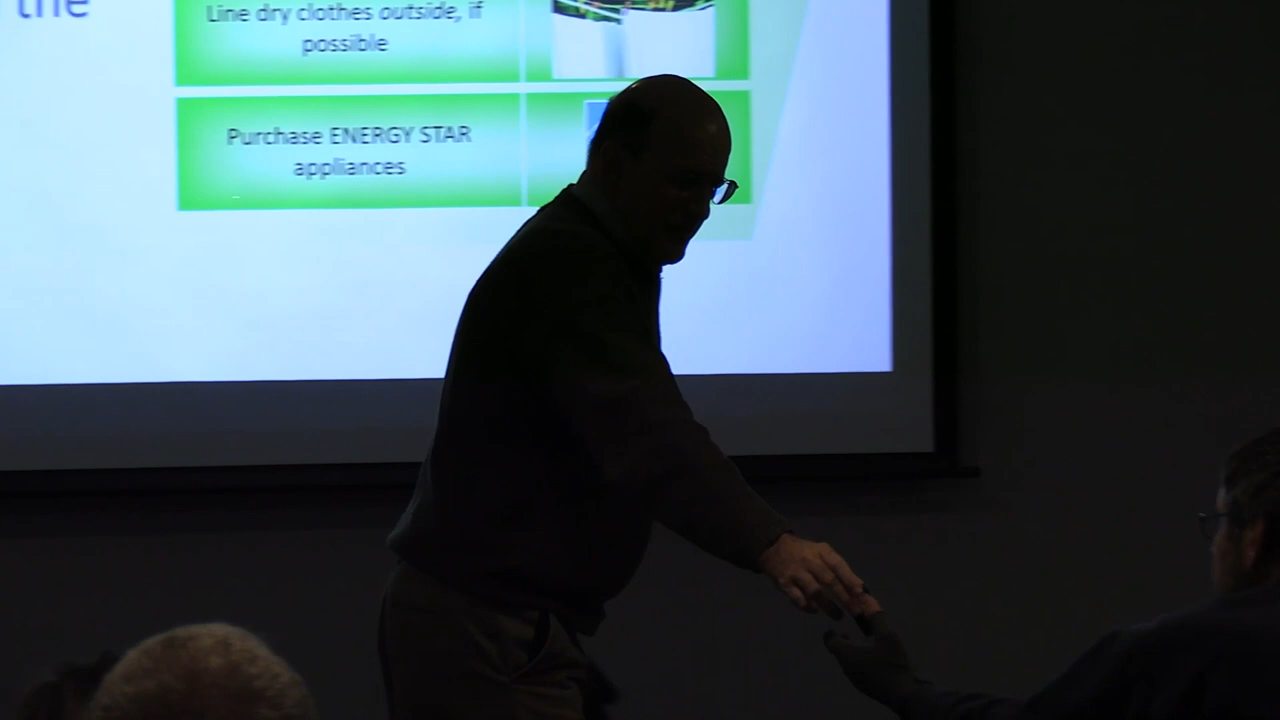 the
Line dry clothes outside, if
possible
Purchase ENERGY STAR
appliances